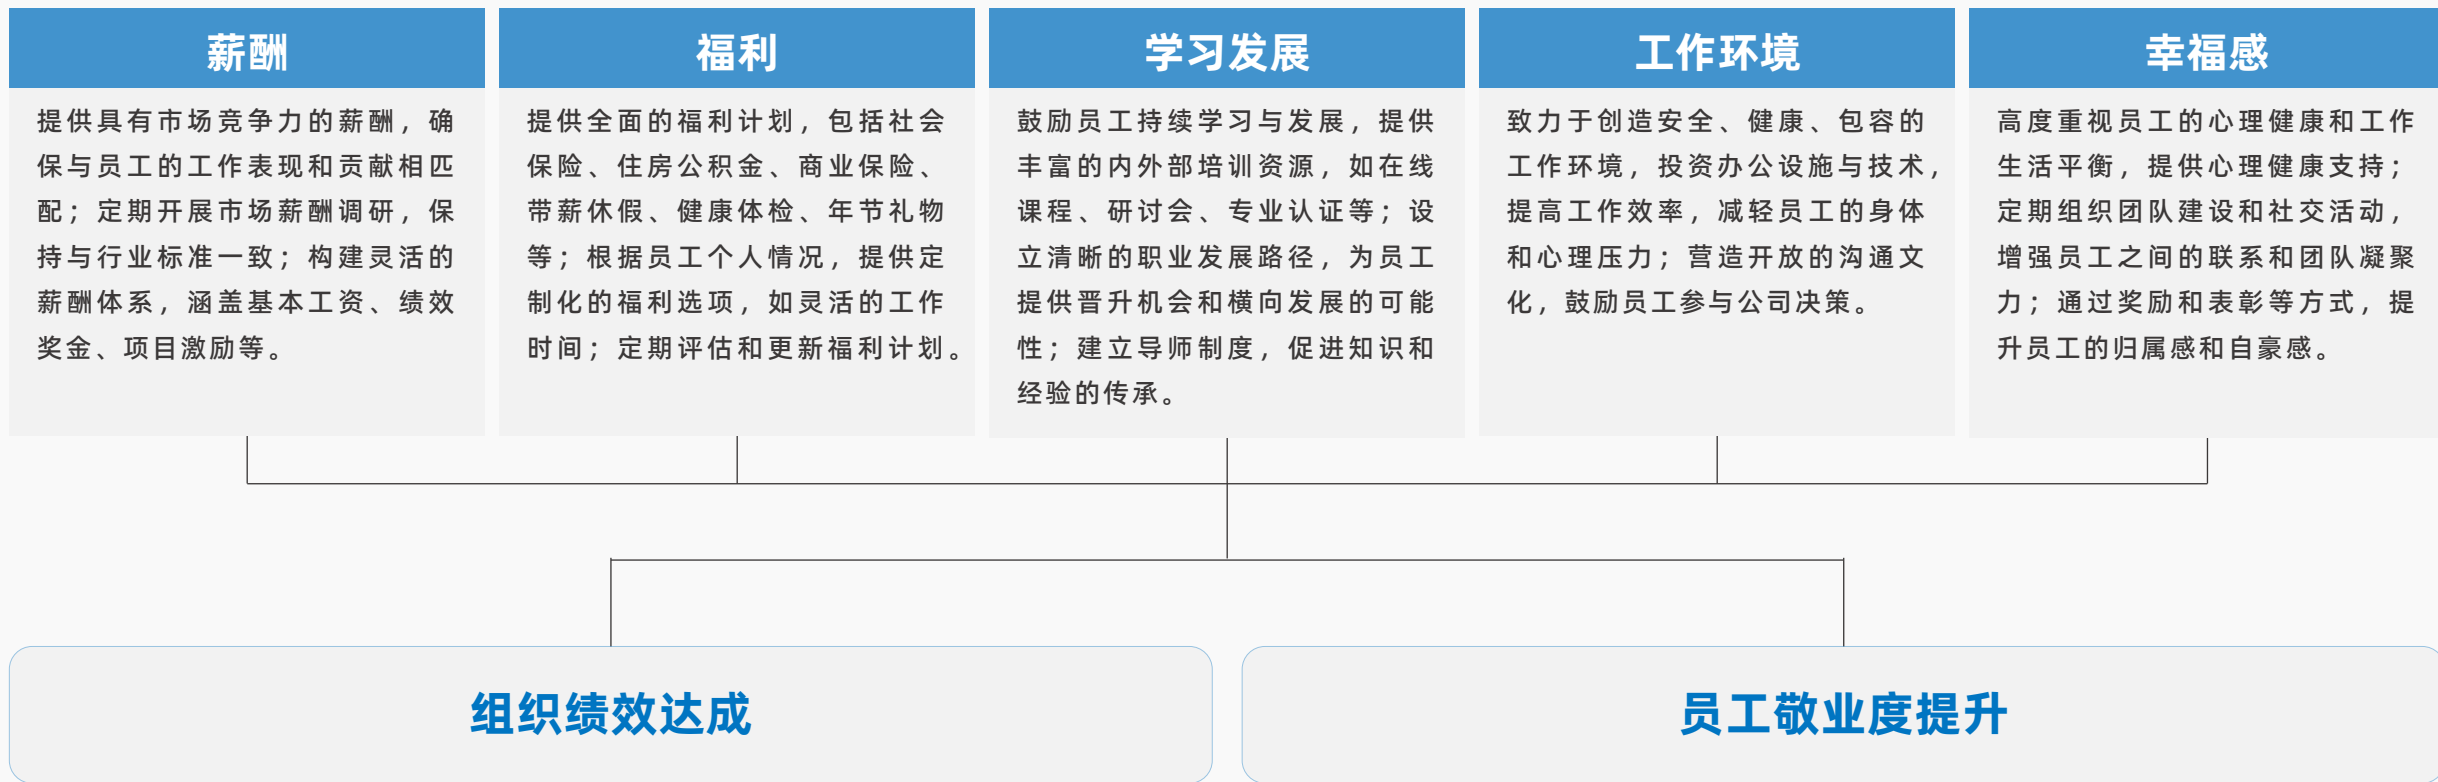 薪酬
提供具有市场竞争力的薪酬，确
保与员工的工作表现和贡献相匹
配；定期开展市场薪酬调研，保
持与行业标准一致；构建灵活的
薪酬体系，涵盖基本工资、绩效
奖金、项目激励等。
福利
提供全面的福利计划，包括社会
保险、住房公积金、商业保险、
带薪休假、健康体检、年节礼物
等；根据员工个人情况，提供定
制化的福利选项，如灵活的工作
时间；定期评估和更新福利计划。
学习发展
鼓励员工持续学习与发展，提供
丰富的内外部培训资源，如在线
课程、研讨会、专业认证等；设
立清晰的职业发展路径，为员工
提供晋升机会和横向发展的可能
性；建立导师制度，促进知识和
经验的传承。
工作环境
致力于创造安全、健康、包容的
工作环境，投资办公设施与技术，
提高工作效率，减轻员工的身体
和心理压力；营造开放的沟通文
化，鼓励员工参与公司决策。
幸福感
高度重视员工的心理健康和工作
生活平衡，提供心理健康支持；
定期组织团队建设和社交活动，
增强员工之间的联系和团队凝聚
力；通过奖励和表彰等方式，提
升员工的归属感和自豪感。
组织绩效达成
员工敬业度提升